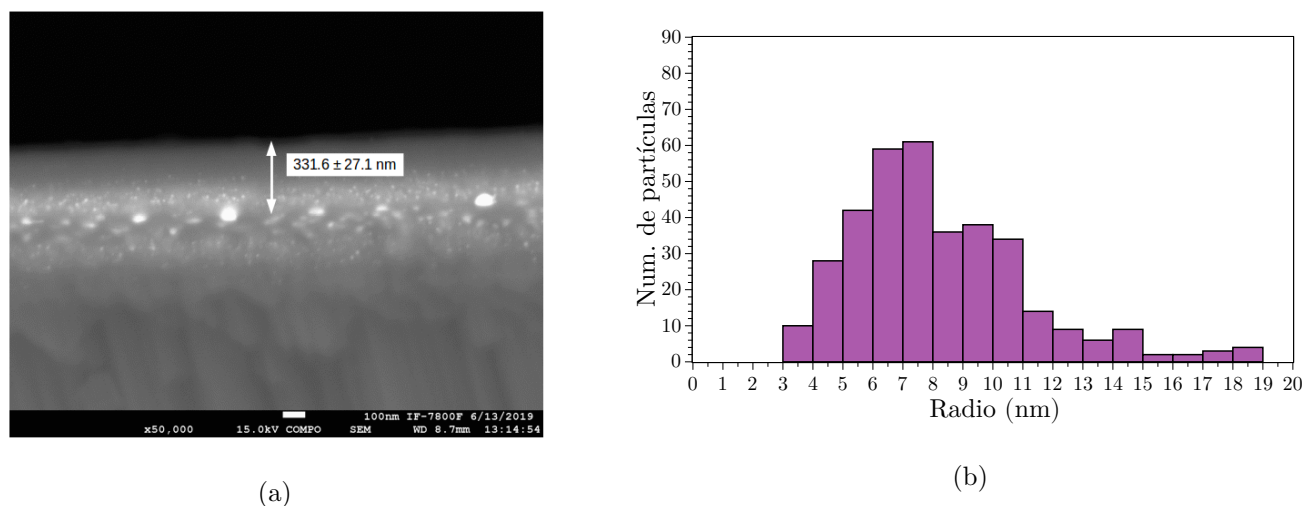 331.6 ± 27.1 nm
100nm IF-7800F 6/13/2019
x50,000 15.0kV COMPO SEM WD 8.7mm 13:14:54
(a)
90
80
70
60
50
40
30
20
10
0
Num. de partículas
0 1 2 3 4 5 6 7 8 9 10 11 12 13 14 15 16 17 18 19 20
Radio (nm)
(b)